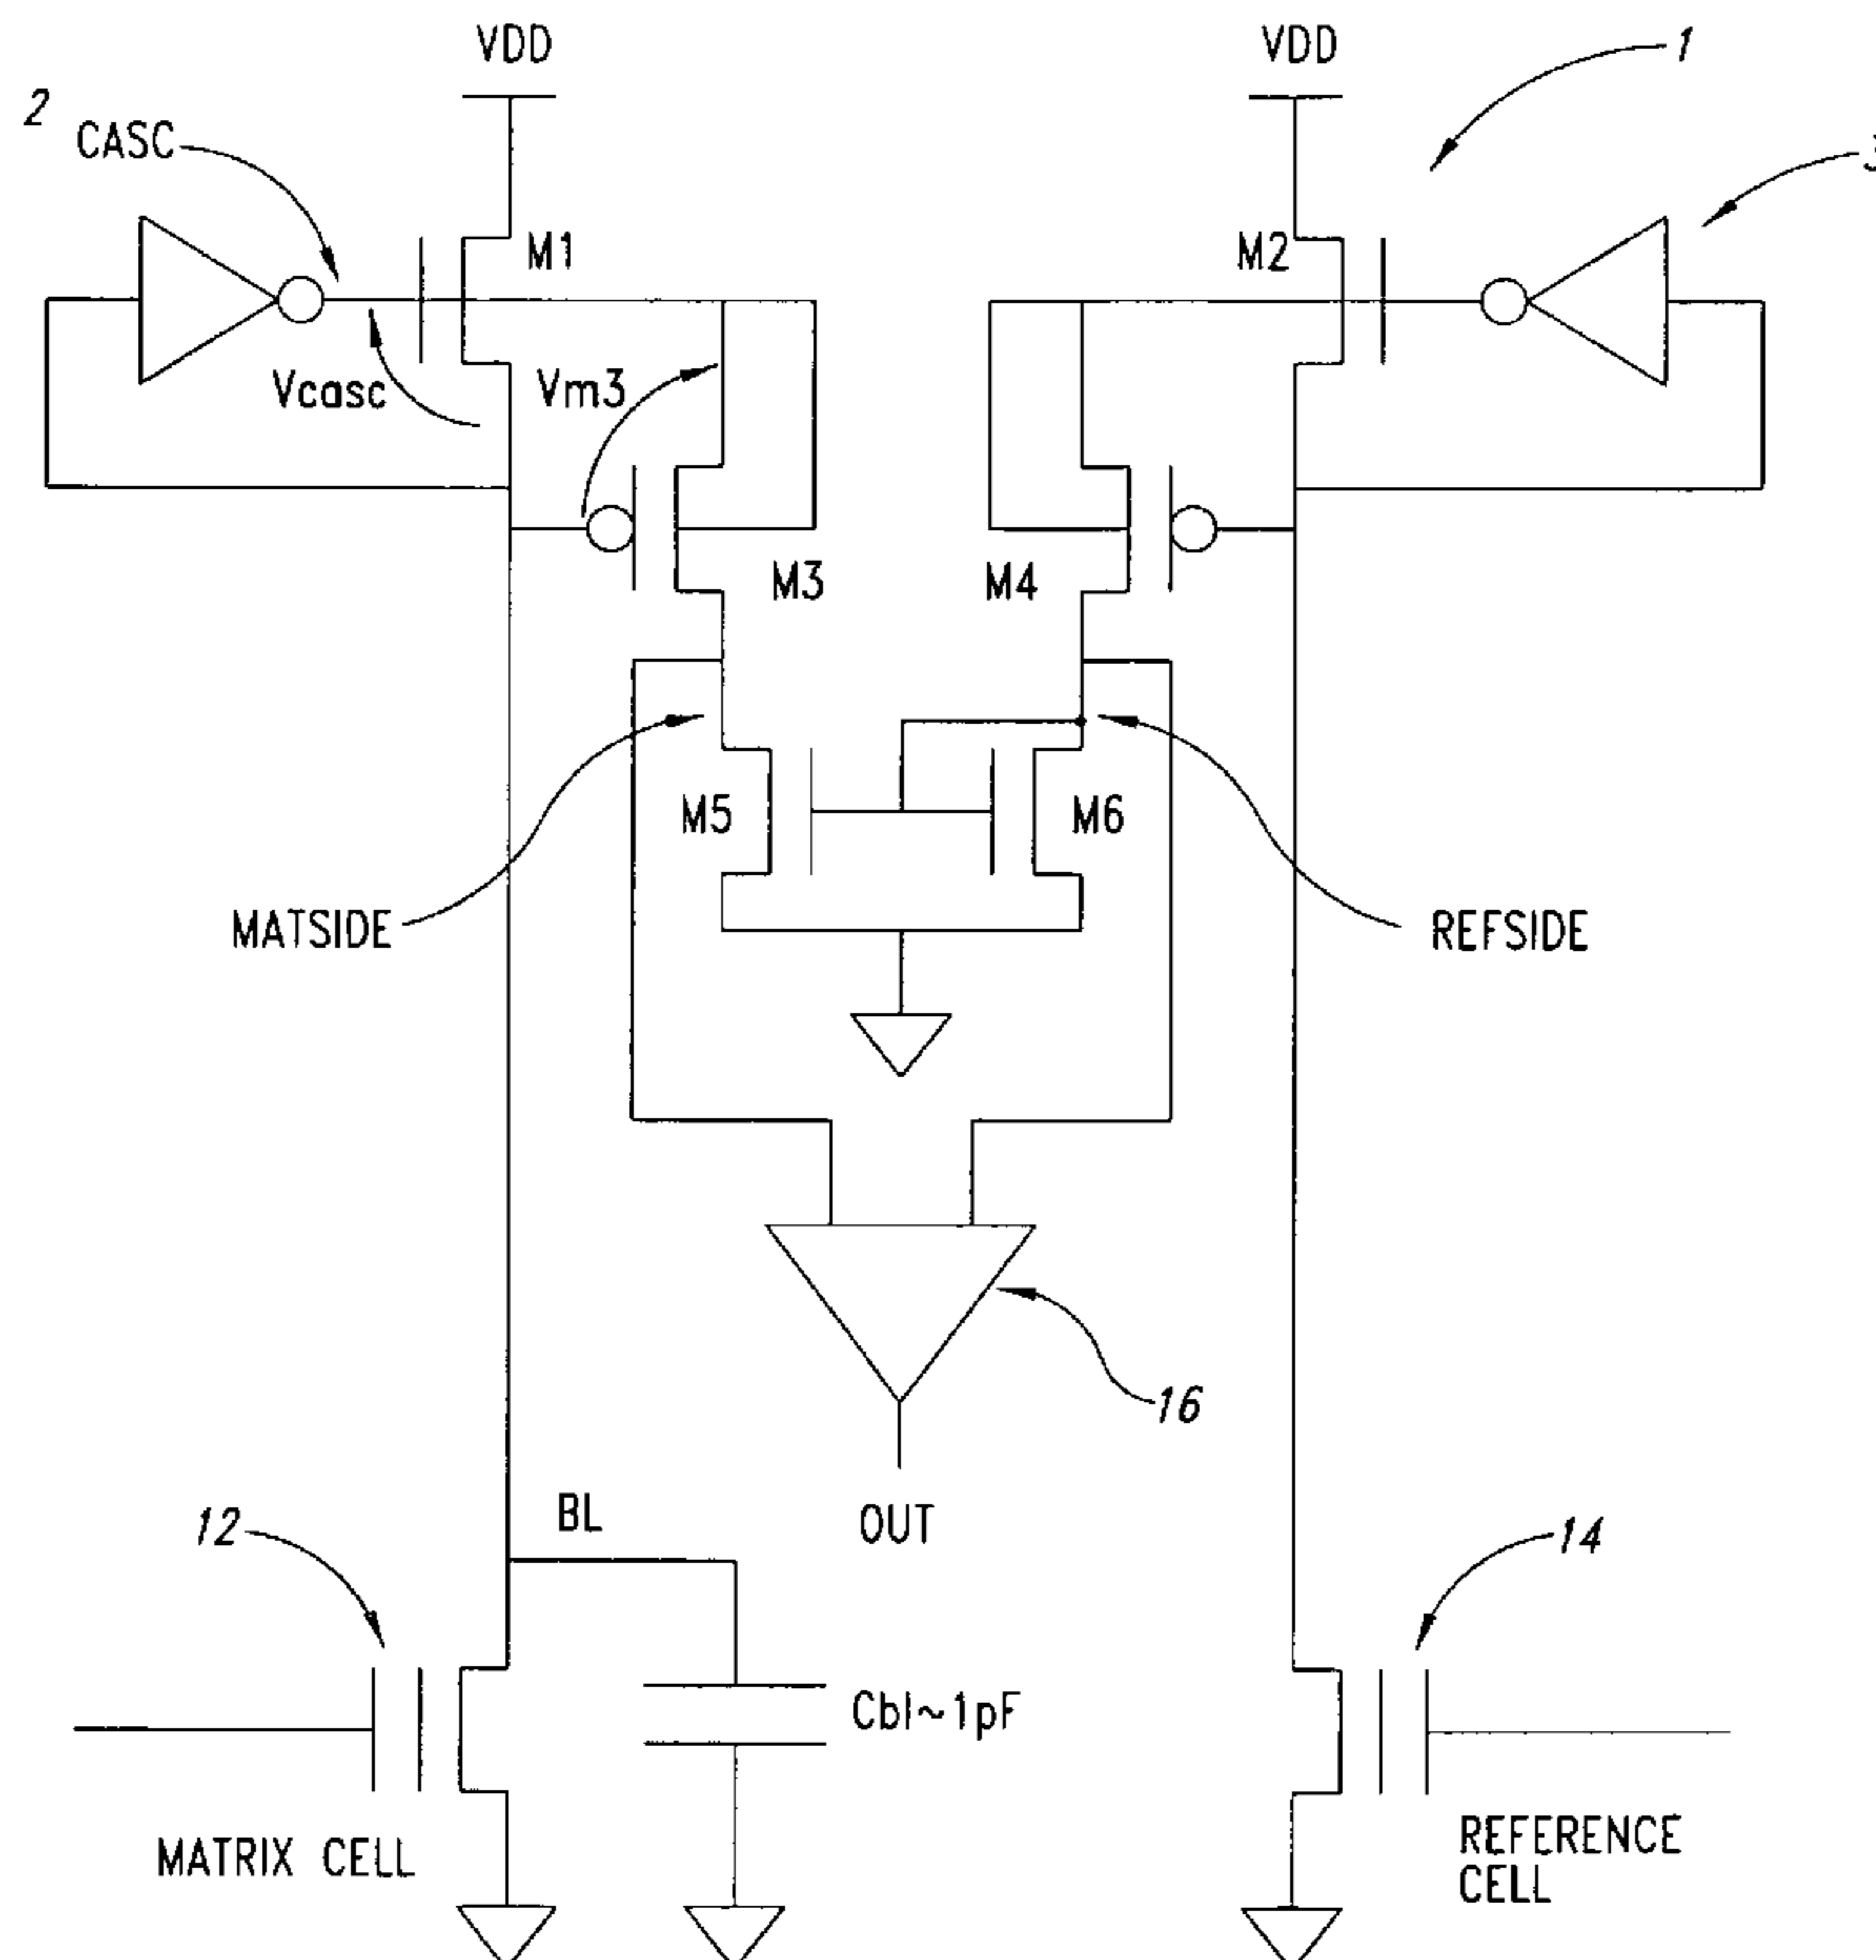 VDD
VDD
1
2
CASC
M1
M2
Vcasc
Vm3
M3
M4
M5
M6
MATSIDE
REFSIDE
16
12
BL
OUT
14
Cbl~1pF
MATRIX CELL
REFERENCE
CELL